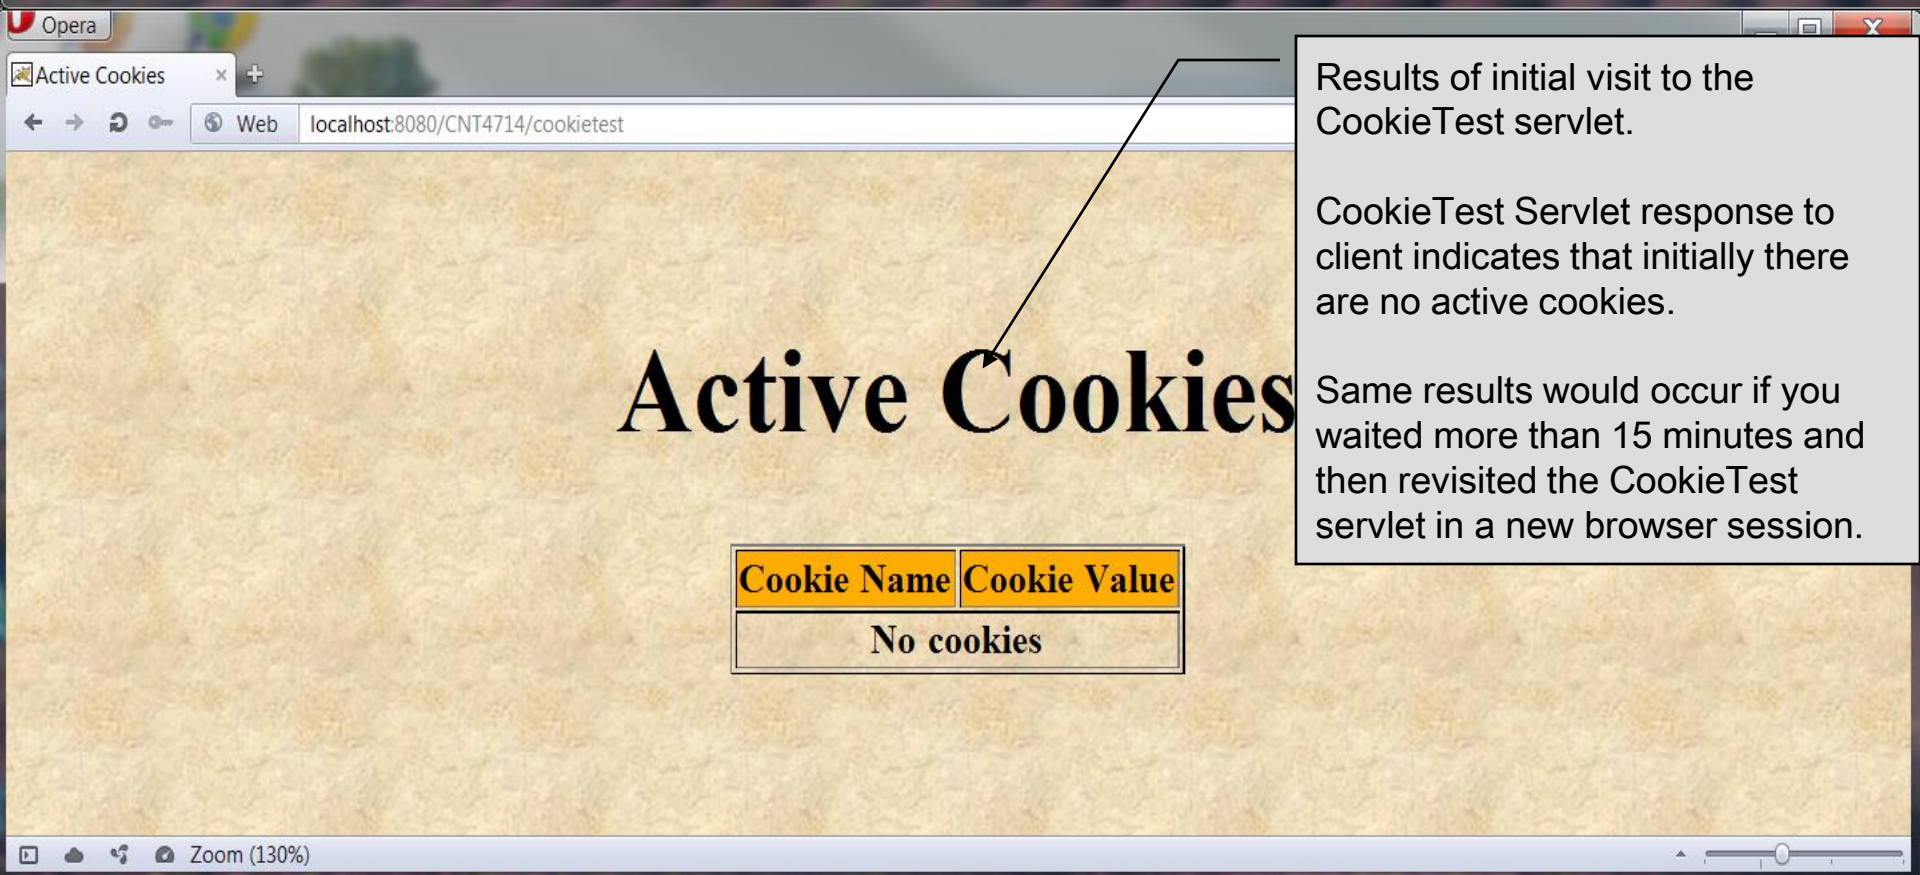 Opera
Active Cookies
Web localhost:8080/CNT4714/cookietest
Results of initial visit to the
CookieTest servlet.
CookieTest Servlet response to
client indicates that initially there
are no active cookies.
Same results would occur if you
waited more than 15 minutes and
then revisited the CookieTest
servlet in a new browser session.
Active Cookies
Cookie Name Cookie Value
No cookies
Zoom (130%)